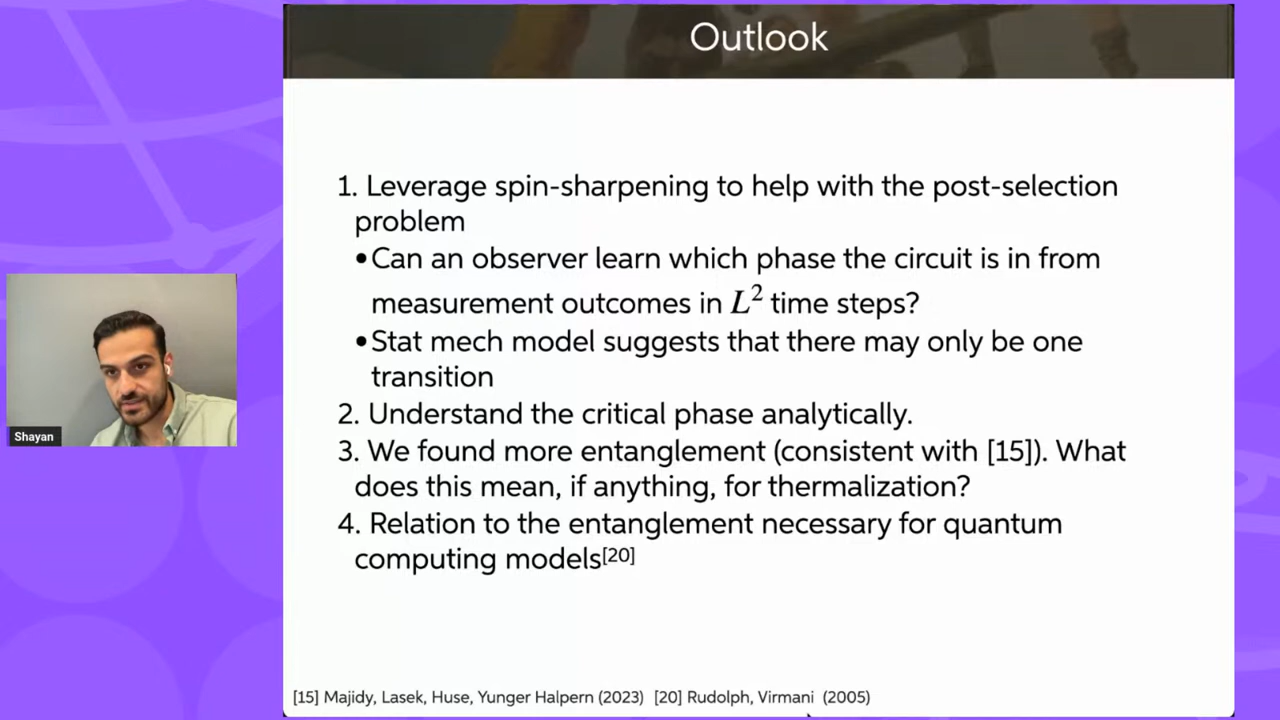 Outlook
1. Leverage spin-sharpening to help with the post-selection
problem
•Can an observer learn which phase the circuit is in from
measurement outcomes in L² time steps?
•Stat mech model suggests that there may only be one
transition
2. Understand the critical phase analytically.
3. We found more entanglement (consistent with [15]). What
does this mean, if anything, for thermalization?
4. Relation to the entanglement necessary for quantum
computing models[20]
Shayan
[15] Majidy, Lasek, Huse, Yunger Halpern (2023) [20] Rudolph, Virmani (2005)